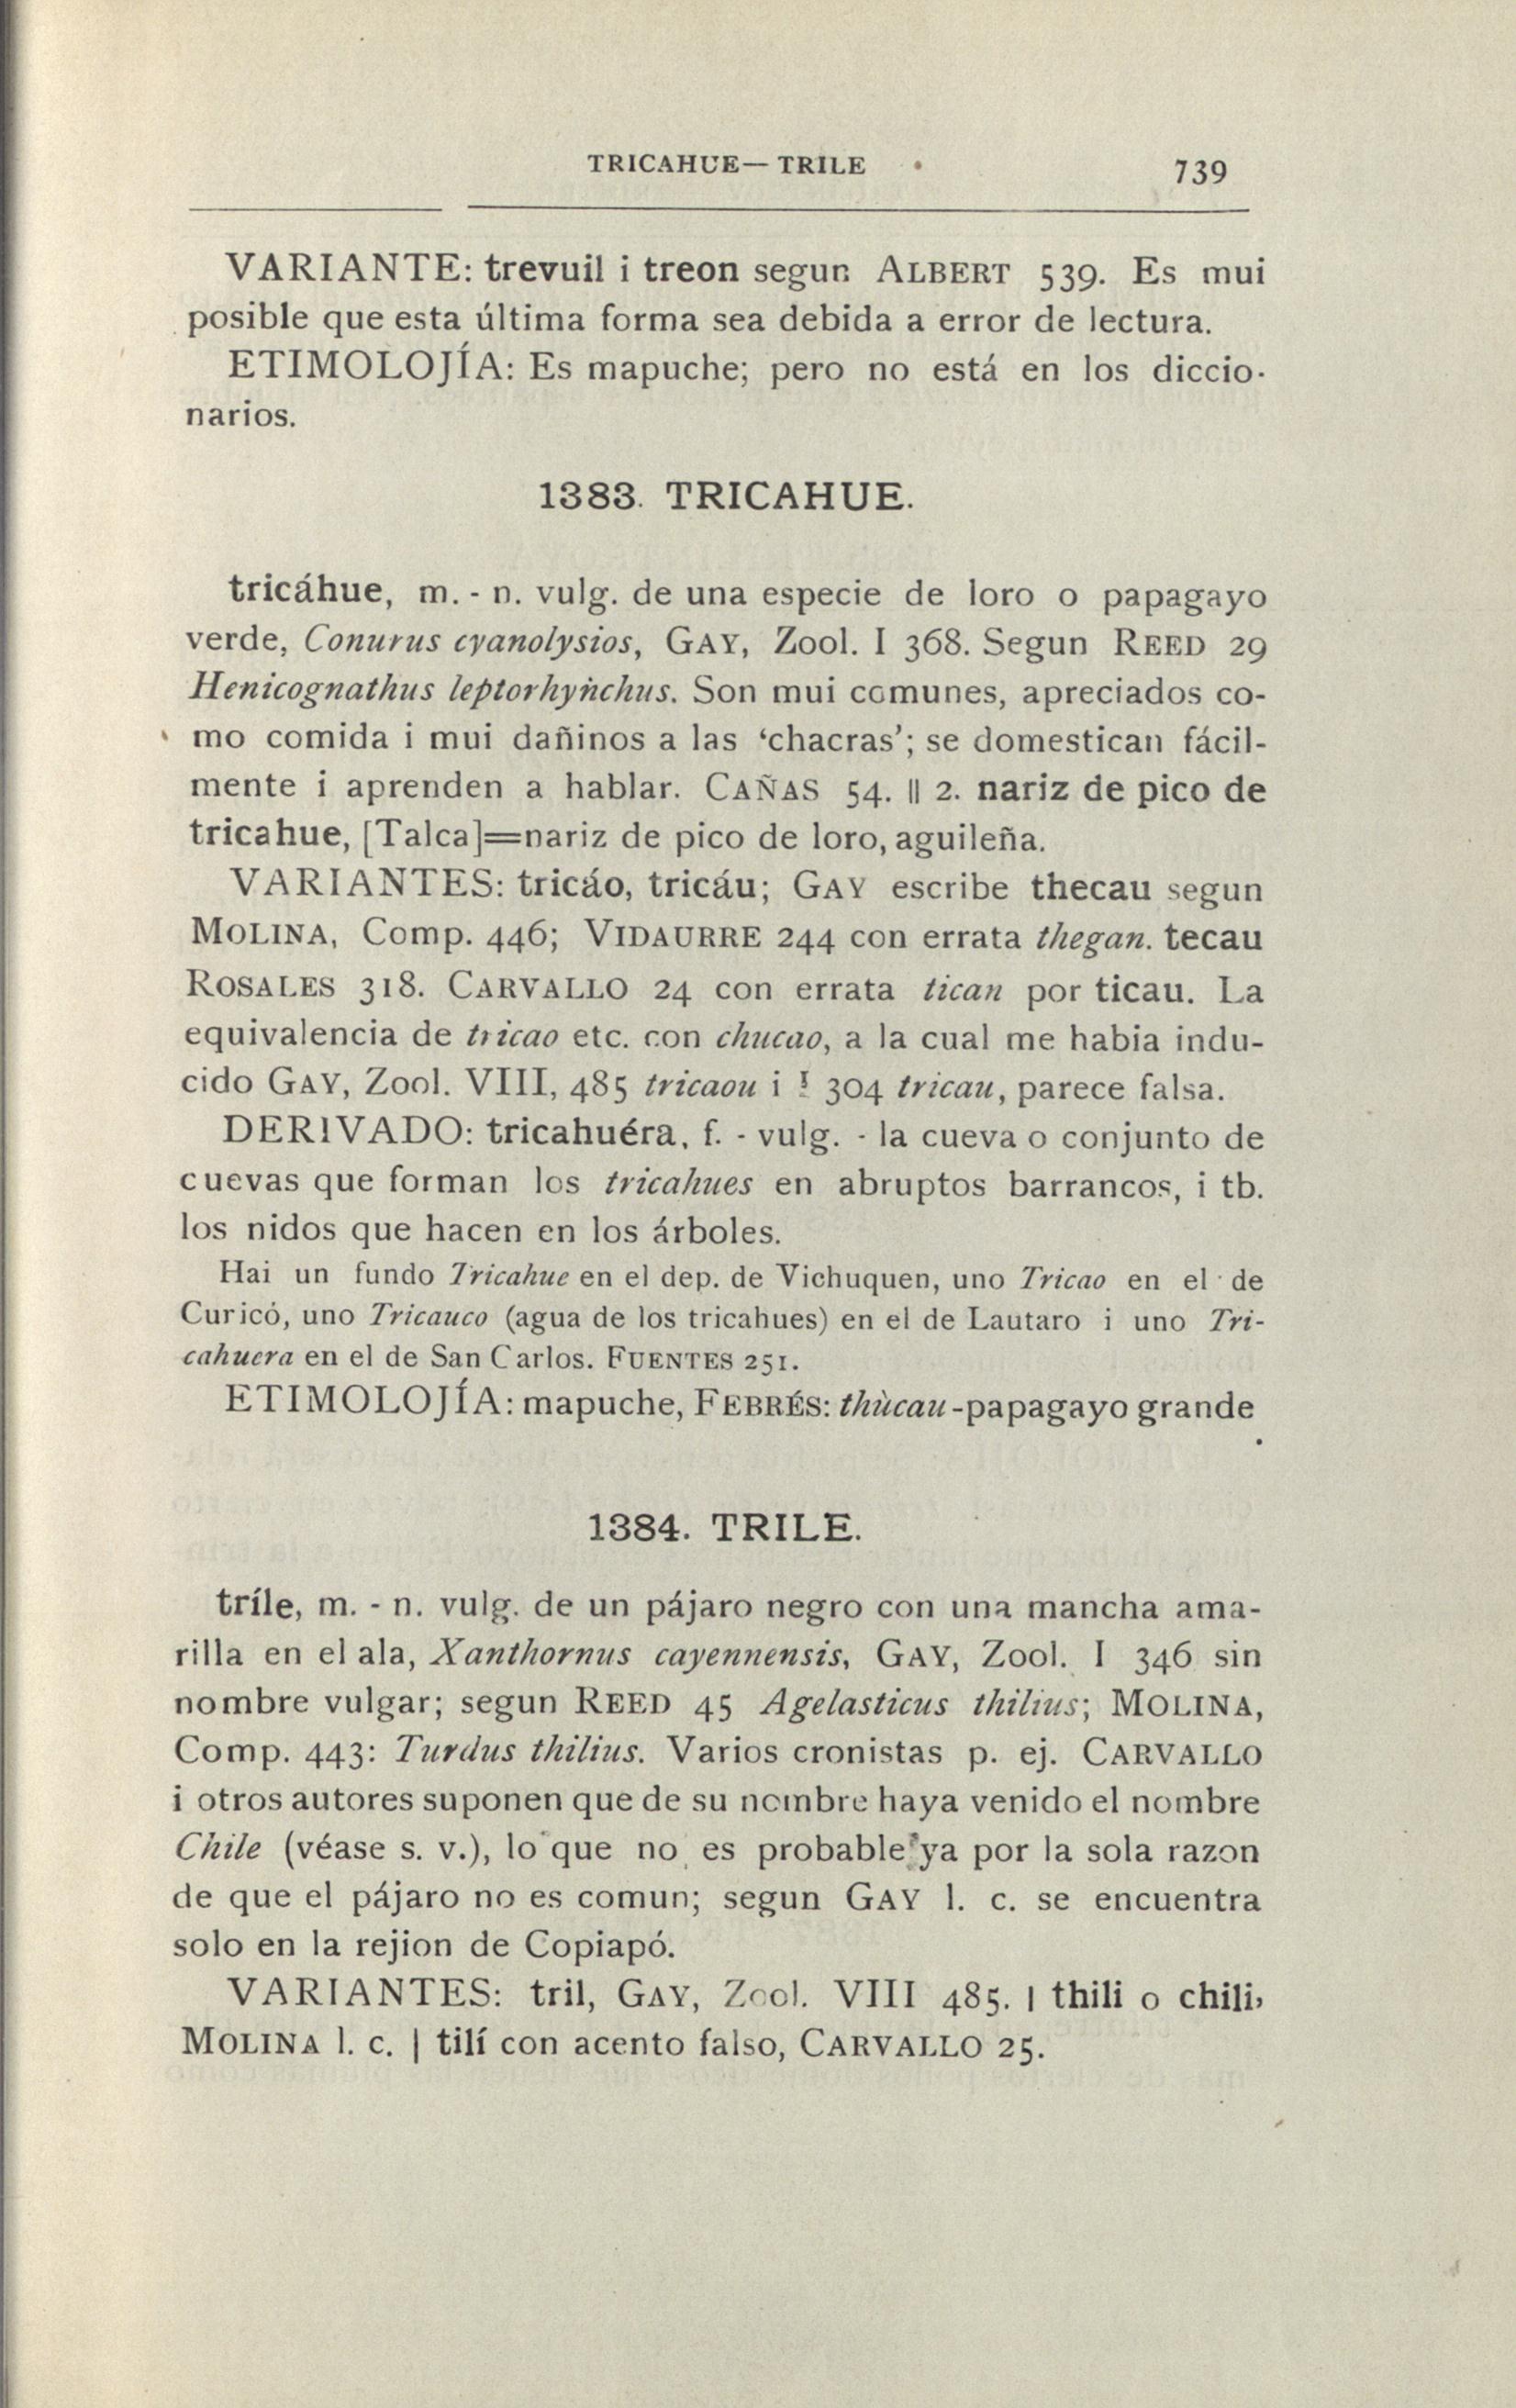 TRICAHUE—TRILE 739
VARIANTE: trevuil i treon segun ALBERT 539. Es mui
posible que esta última forma sea debida a error de lectura.
ETIMOLOJÍA: Es mapuche; pero no está en los diccio-
narios.
1383. TRICAHUE.
tricáhue, m. - n. vulg. de una especie de loro o papagayo
verde, Conurus cyanolysios, GAY, Zool. I 368. Segun REED 29
Henicognathus leptorhynchus. Son mui comunes, apreciados co-
mo comida i mui dañinos a las ‘chacras’; se domestican fácil-
mente i aprenden a hablar. CAÑAS 54. || 2. nariz de pico de
tricahue, [Talca]=nariz de pico de loro, aguileña.
VARIANTES: tricáo, tricáu; GAY escribe thecau segun
MOLINA, Comp. 446; VIDAURRE 244 con errata thegan. tecau
ROSALES 318. CARVALLO 24 con errata tican por ticau. La
equivalencia de tricao etc. con chucao, a la cual me habia indu-
cido GAY, Zool. VIII, 485 tricaou i I 304 tricau, parece falsa.
DERIVADO: tricahuéra, f. - vulg. - la cueva o conjunto de
cuevas que forman los tricahues en abruptos barrancos, i tb.
los nidos que hacen en los árboles.
Hai un fundo Tricahue en el dep. de Vichuquen, uno Tricao en el de
Curicó, uno Tricauco (agua de los tricahues) en el de Lautaro i uno Tri-
cahuera en el de San Carlos. FUENTES 251.
ETIMOLOJÍA: mapuche, FEBRÉS: thùcau-papagayo grande.
1384. TRILE.
tríle, m. - n. vulg. de un pájaro negro con una mancha ama-
rilla en el ala, Xanthornus cayennensis, GAY, Zool. I 346 sin
nombre vulgar; segun REED 45 Agelasticus thilius; MOLINA,
Comp. 443: Turdus thilius. Varios cronistas p. ej. CARVALLO
i otros autores suponen que de su nombre haya venido el nombre
Chile (véase s. v.), lo que no es probable ya por la sola razon
de que el pájaro no es comun; segun GAY l. c. se encuentra
solo en la rejion de Copiapó.
VARIANTES: tril, GAY, Zool. VIII 485. | thili o chili,
MOLINA l. c. | tilí con acento falso, CARVALLO 25.